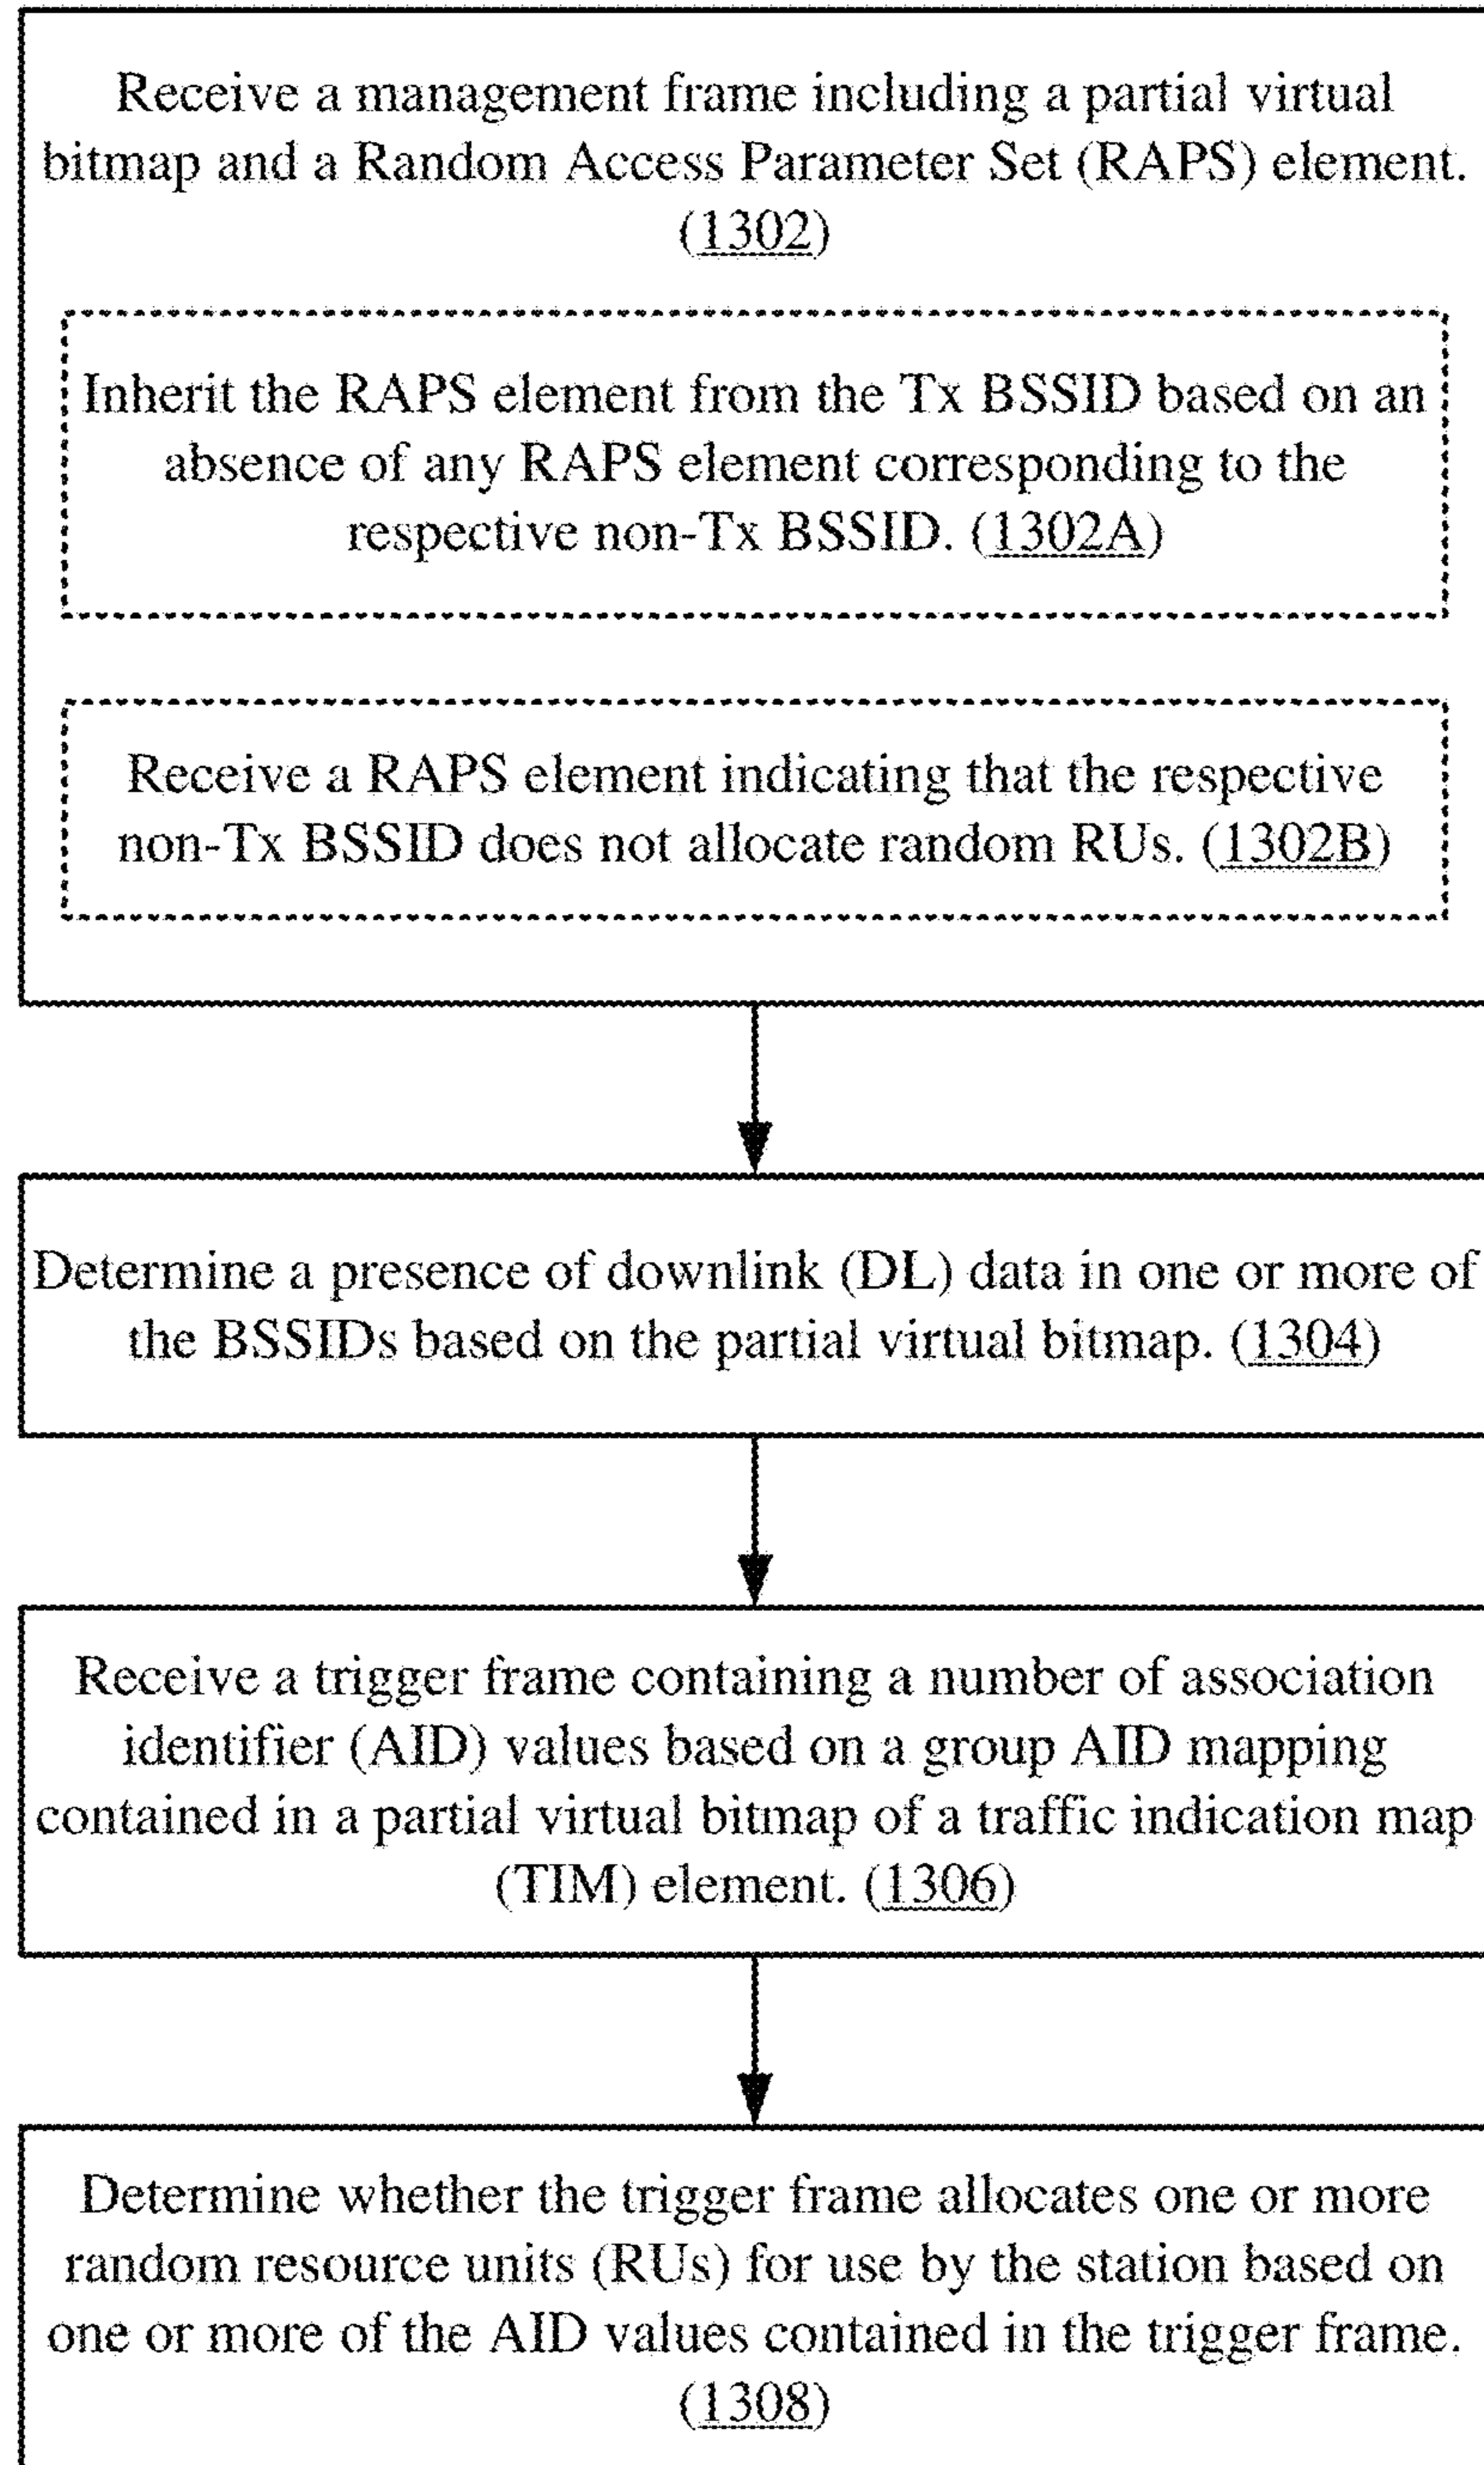 Receive a management frame including a partial virtual
bitmap and a Random Access Parameter Set (RAPS) element.
(1302)
Inherit the RAPS element from the Tx BSSID based on an
absence of any RAPS element corresponding to the
respective non-Tx BSSID. (1302A)
Receive a RAPS element indicating that the respective
non-Tx BSSID does not allocate random RUs. (1302B)
Determine a presence of downlink (DL) data in one or more of
the BSSIDs based on the partial virtual bitmap. (1304)
Receive a trigger frame containing a number of association
identifier (AID) values based on a group AID mapping
contained in a partial virtual bitmap of a traffic indication map
(TIM) element. (1306)
Determine whether the trigger frame allocates one or more
random resource units (RUs) for use by the station based on
one or more of the AID values contained in the trigger frame.
(1308)